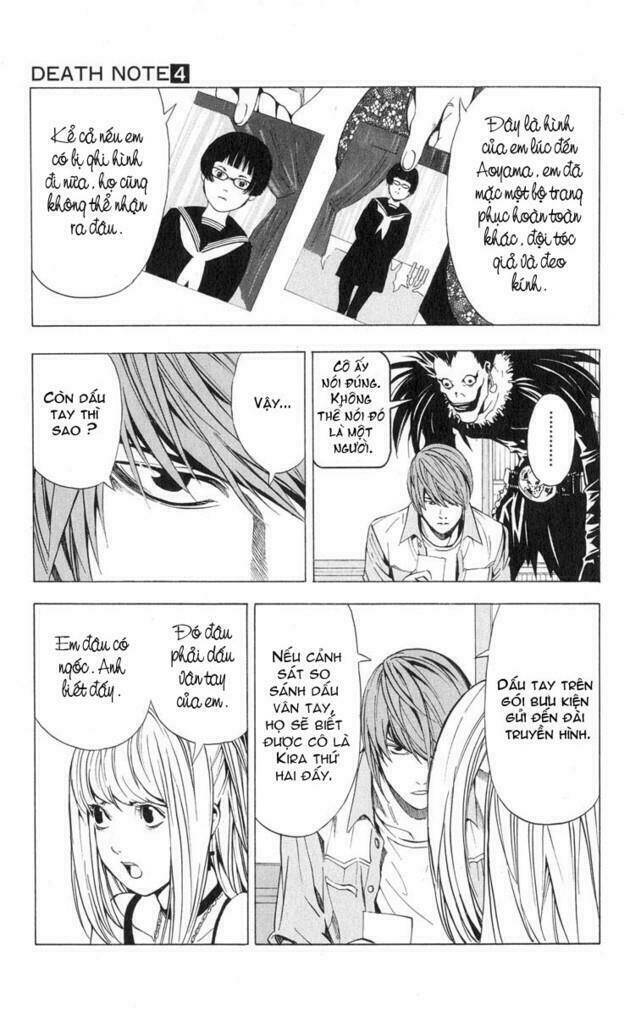 DEATH NOTE 4
Đây là hình
của em lúc đến
Aoyama, em đã
mặc một bộ trang
phục hoàn toàn
khác, đội tóc
giả và đeo
kính.
Kể cả nếu em
có bị ghi hình
đi nữa, họ cũng
không thể nhận
ra đâu.
.........
Cô ấy
nói đúng.
Không
thể nói đó
là một
người.
Vậy...
Còn dấu
tay thì
sao ?
Dấu tay trên
gói bưu kiện
gửi đến đài
truyền hình.
Nếu cảnh
sát so
sánh dấu
vân tay,
họ sẽ biết
được cô là
Kira thứ
hai đấy.
Đó đâu
phải dấu
vân tay
của em.
Em đâu có
ngốc. Anh
biết đấy.